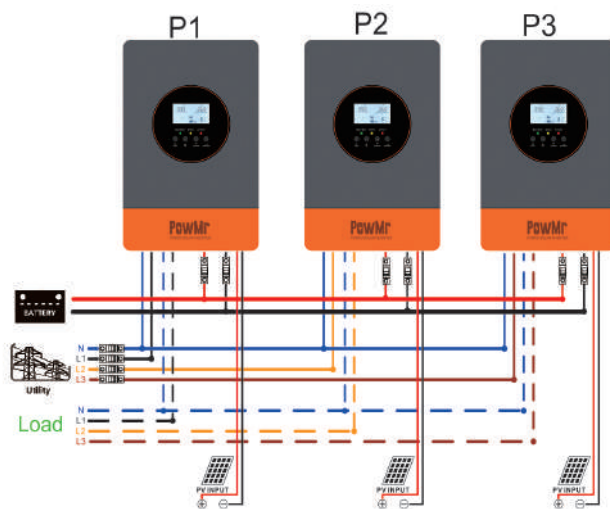 P1
P2
P3
PowMr
PowMr
PowMr
BATTERY
N
L1
L2
L3
Utility
Load
N
L1
L2
L3
PV INPUT
PV INPUT
PV INPUT